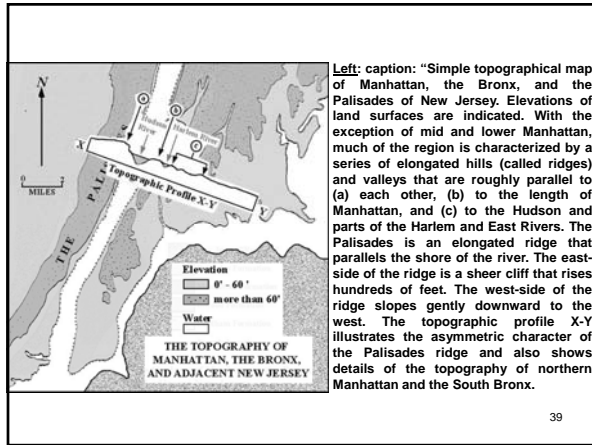 N
0 2
MILES
a
b
c
Hudson
River
Harlem River
X
Topographic Profile X-Y
Y
THE PAL
Elevation
0' - 60 '
more than 60'
Water
THE TOPOGRAPHY OF
MANHATTAN, THE BRONX,
AND ADJACENT NEW JERSEY
Left: caption: “Simple topographical map
of Manhattan, the Bronx, and the
Palisades of New Jersey. Elevations of
land surfaces are indicated. With the
exception of mid and lower Manhattan,
much of the region is characterized by a
series of elongated hills (called ridges)
and valleys that are roughly parallel to
(a) each other, (b) to the length of
Manhattan, and (c) to the Hudson and
parts of the Harlem and East Rivers. The
Palisades is an elongated ridge that
parallels the shore of the river. The east-
side of the ridge is a sheer cliff that rises
hundreds of feet. The west-side of the
ridge slopes gently downward to the
west. The topographic profile X-Y
illustrates the asymmetric character of
the Palisades ridge and also shows
details of the topography of northern
Manhattan and the South Bronx.
39